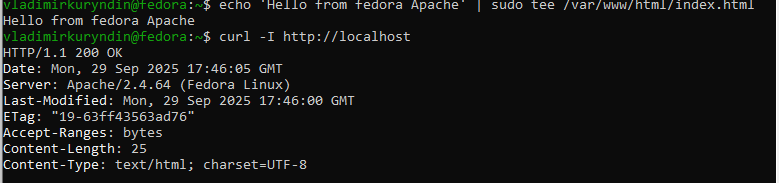 vladimirkuryndin@fedora:~$ echo 'Hello from fedora Apache' | sudo tee /var/www/html/index.html
Hello from fedora Apache
vladimirkuryndin@fedora:~$ curl -I http://localhost
HTTP/1.1 200 OK
Date: Mon, 29 Sep 2025 17:46:05 GMT
Server: Apache/2.4.64 (Fedora Linux)
Last-Modified: Mon, 29 Sep 2025 17:46:00 GMT
ETag: "19-63ff43563ad76"
Accept-Ranges: bytes
Content-Length: 25
Content-Type: text/html; charset=UTF-8